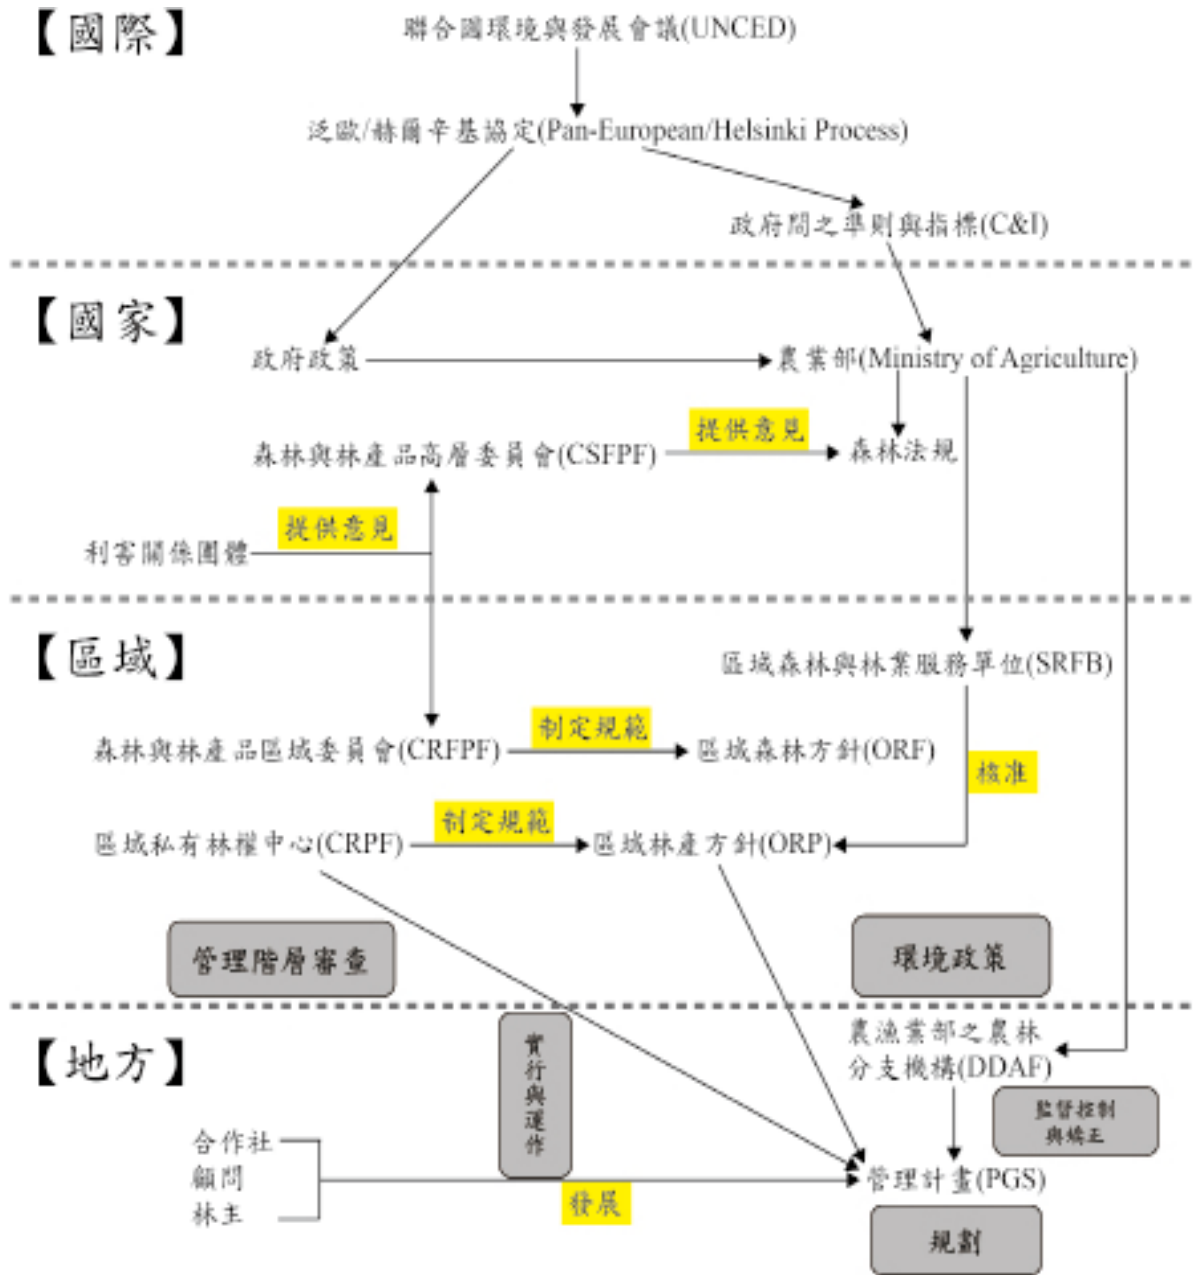 【國際】
聯合國環境與發展會議(UNCED)
泛歐/赫爾辛基協定(Pan-European/Helsinki Process)
政府間之準則與指標(C&I)
【國家】
政府政策
農業部(Ministry of Agriculture)
提供意見
森林與林產品高層委員會(CSFPF)
森林法規
提供意見
利害關係團體
【區域】
區域森林與林業服務單位(SRFB)
制定規範
森林與林產品區域委員會(CRFPF)
區域森林方針(ORF)
核准
制定規範
區域私有林權中心(CRPF)
區域林產方針(ORP)
管理階層審查
環境政策
【地方】
實行與運作
農漁業部之農林
分支機構(DDAF)
監督控制
與矯正
合作社
顧問
林主
管理計畫(PGS)
發展
規劃